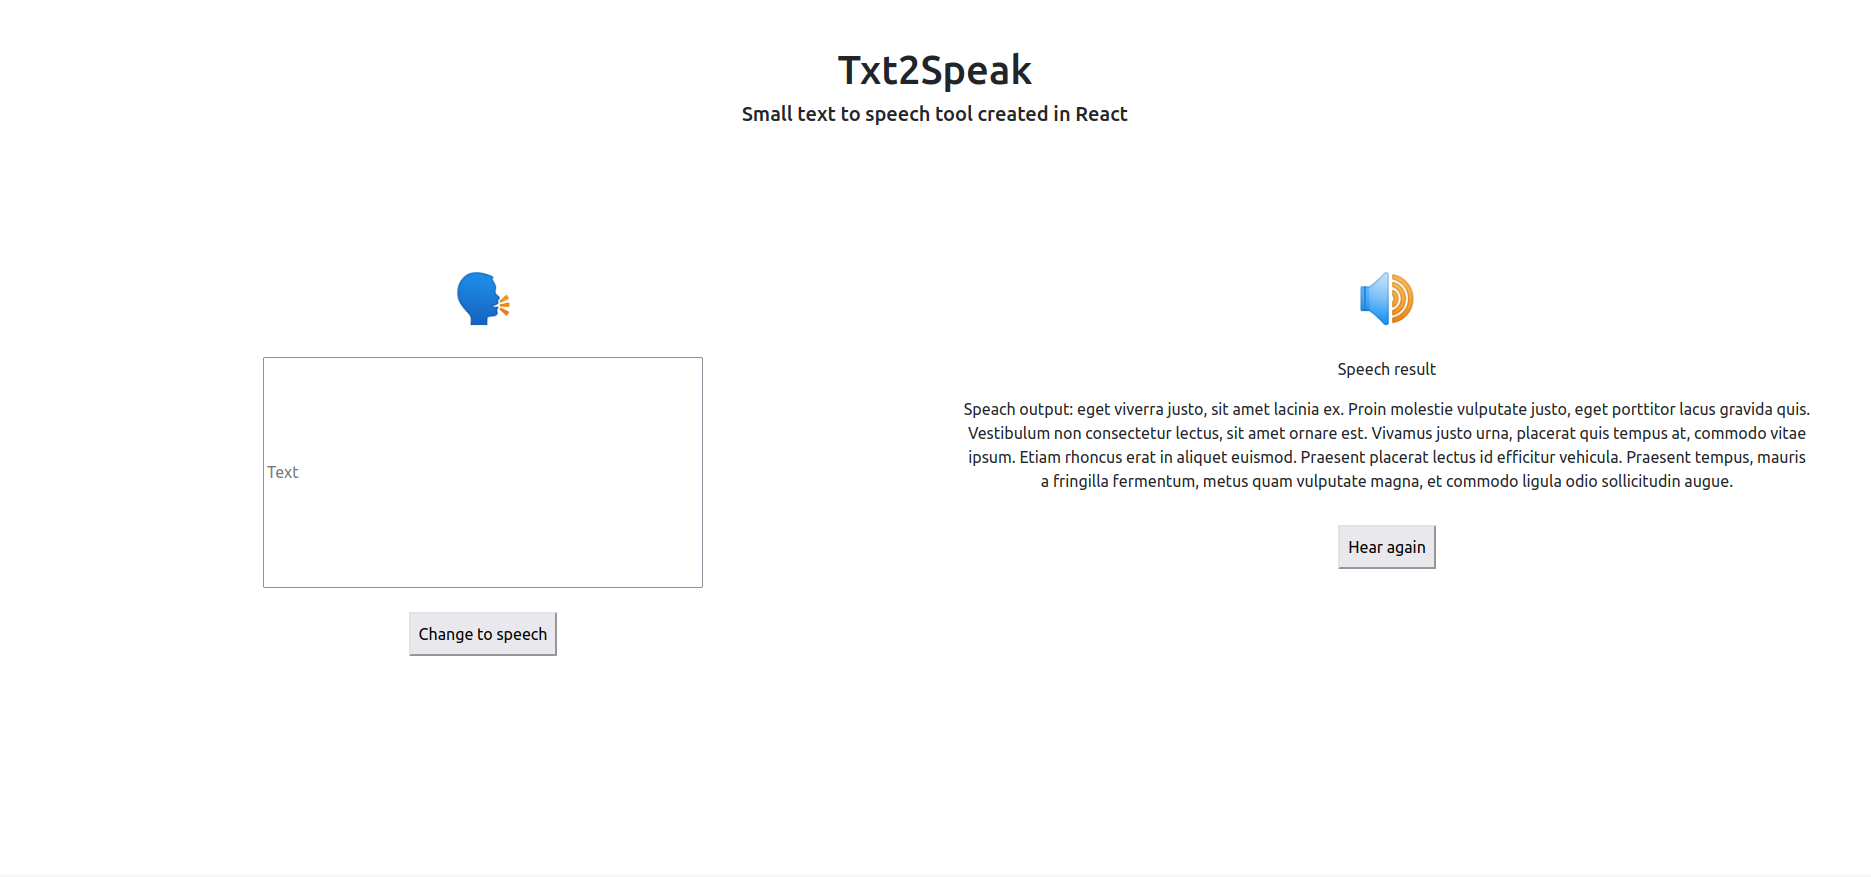 Txt2Speak
Small text to speech tool created in React
Text
Change to speech
Speech result
Speach output: eget viverra justo, sit amet lacinia ex. Proin molestie vulputate justo, eget porttitor lacus gravida quis.
Vestibulum non consectetur lectus, sit amet ornare est. Vivamus justo urna, placerat quis tempus at, commodo vitae
ipsum. Etiam rhoncus erat in aliquet euismod. Praesent placerat lectus id efficitur vehicula. Praesent tempus, mauris
a fringilla fermentum, metus quam vulputate magna, et commodo ligula odio sollicitudin augue.
Hear again